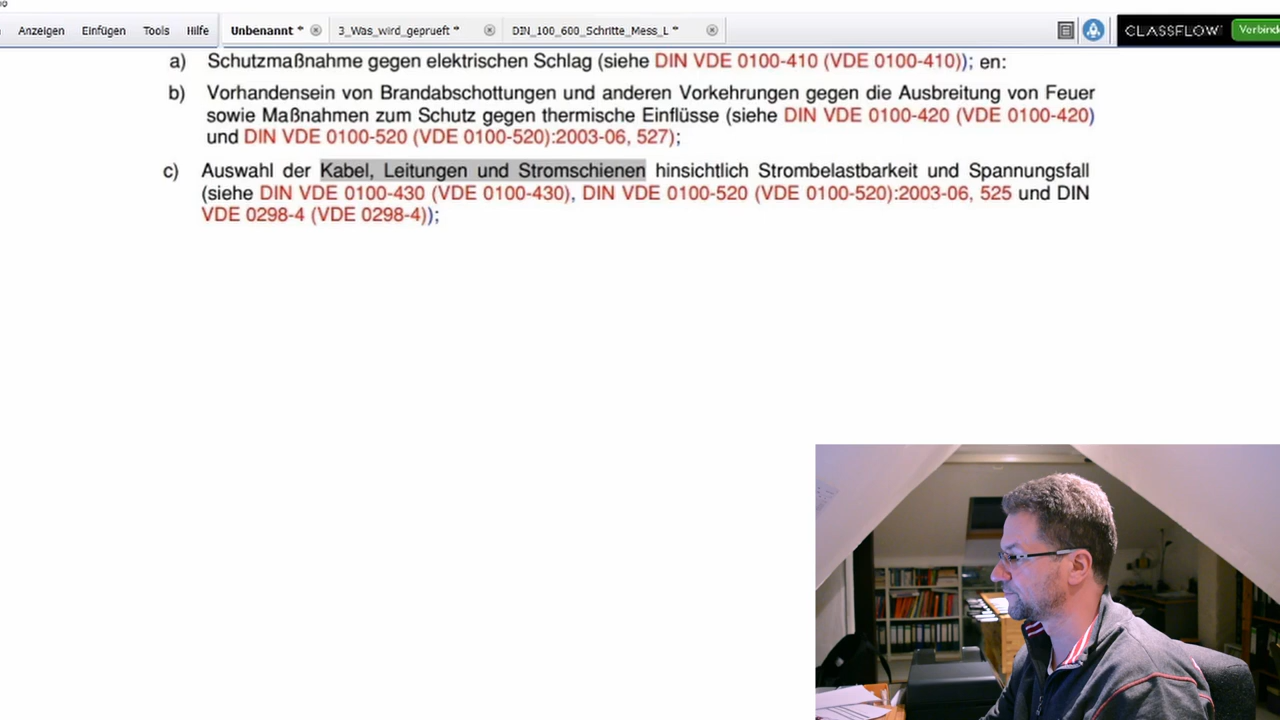 Anzeigen Einfügen Tools Hilfe Unbenannt * 3_Was_wird_geprueft * DIN_100_600_Schritte_Mess_L * CLASSFLOW
a) Schutzmaßnahme gegen elektrischen Schlag (siehe DIN VDE 0100-410 (VDE 0100-410)); en:
b) Vorhandensein von Brandabschottungen und anderen Vorkehrungen gegen die Ausbreitung von Feuer
sowie Maßnahmen zum Schutz gegen thermische Einflüsse (siehe DIN VDE 0100-420 (VDE 0100-420)
und DIN VDE 0100-520 (VDE 0100-520):2003-06, 527);
c) Auswahl der Kabel, Leitungen und Stromschienen hinsichtlich Strombelastbarkeit und Spannungsfall
(siehe DIN VDE 0100-430 (VDE 0100-430), DIN VDE 0100-520 (VDE 0100-520):2003-06, 525 und DIN
VDE 0298-4 (VDE 0298-4));